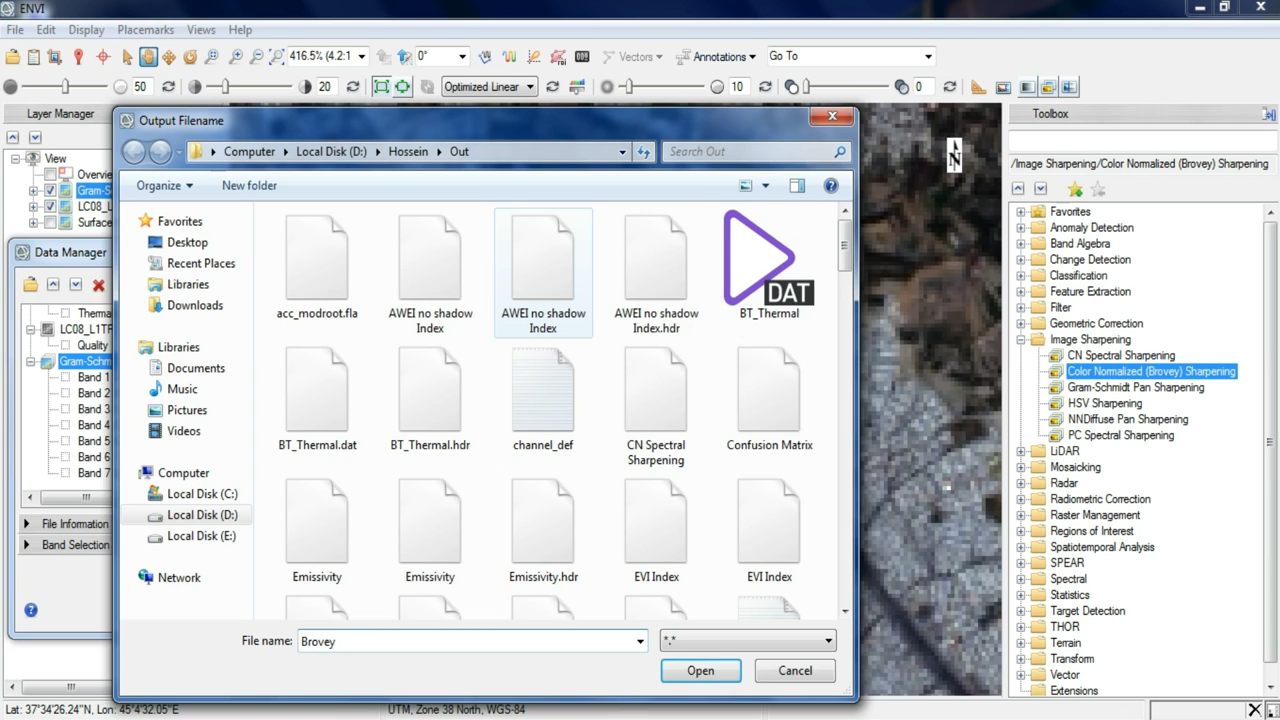 ENVI
File Edit Display Placemarks Views Help
416.5% (4.2:1 0° Vectors Annotations Go To
50 20 Optimized Linear 10 0
Layer Manager
View
Overvie
Gram-S
LC08_L
Surface
Data Manager
Therma
LC08_L1TR
Quality
Gram-Schm
Band 1
Band 2
Band 3
Band 4
Band 5
Band 6
Band 7
File Information
Band Selection
Output Filename
Computer Local Disk (D:) Hossein Out
Search Out
Organize New folder
Favorites
Desktop
Recent Places
Libraries
Downloads
Libraries
Documents
Music
Pictures
Videos
Computer
Local Disk (C:)
Local Disk (D:)
Local Disk (E:)
Network
DAT
acc_modroot.fla
AWEI no shadow
Index
AWEI no shadow
Index
AWEI no shadow
Index.hdr
BT_Thermal
BT_Thermal.dat
BT_Thermal.hdr
channel_def
CN Spectral
Sharpening
Confusion Matrix
Emissivity
Emissivity
Emissivity.hdr
EVI Index
EVI Index
File name: Brovey
*.*
Open Cancel
N
Toolbox
/Image Sharpening/Color Normalized (Brovey) Sharpening
Favorites
Anomaly Detection
Band Algebra
Change Detection
Classification
Feature Extraction
Filter
Geometric Correction
Image Sharpening
CN Spectral Sharpening
Color Normalized (Brovey) Sharpening
Gram-Schmidt Pan Sharpening
HSV Sharpening
NNDiffuse Pan Sharpening
PC Spectral Sharpening
LiDAR
Mosaicking
Radar
Radiometric Correction
Raster Management
Regions of Interest
Spatiotemporal Analysis
SPEAR
Spectral
Statistics
Target Detection
THOR
Terrain
Transform
Vector
Extensions
Lat: 37°34'26.24"N, Lon: 45°4'32.05"E
UTM, Zone 38 North, WGS-84